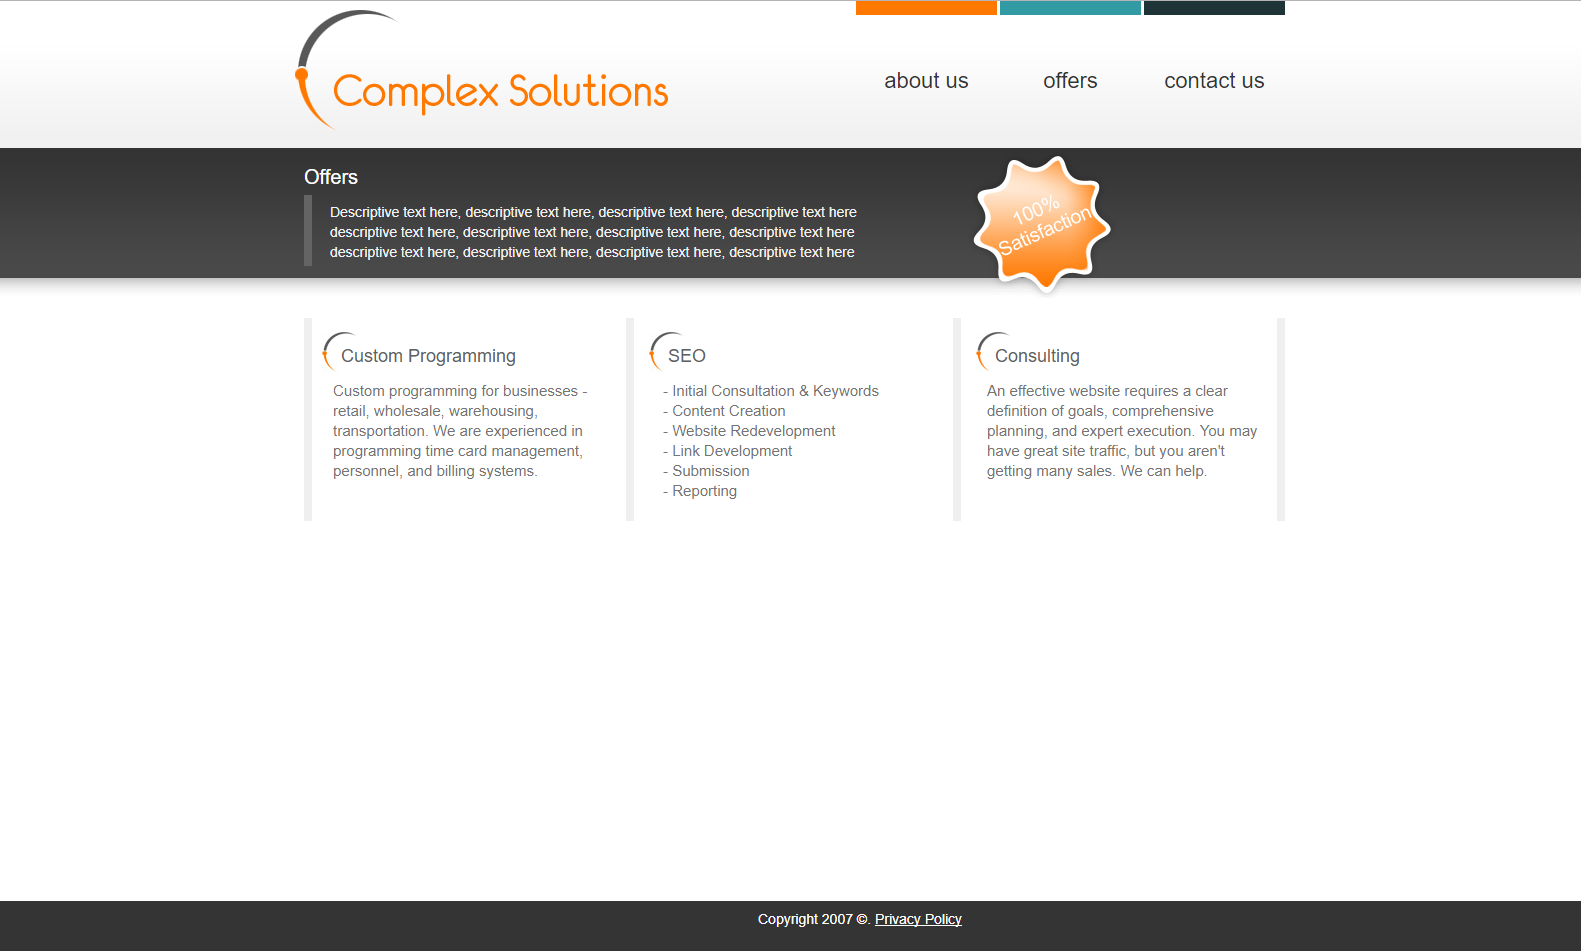 Complex Solutions
about us
offers
contact us
Offers
Descriptive text here, descriptive text here, descriptive text here, descriptive text here
descriptive text here, descriptive text here, descriptive text here, descriptive text here
descriptive text here, descriptive text here, descriptive text here, descriptive text here
100%
Satisfaction
Custom Programming
Custom programming for businesses -
retail, wholesale, warehousing,
transportation. We are experienced in
programming time card management,
personnel, and billing systems.
SEO
- Initial Consultation & Keywords
- Content Creation
- Website Redevelopment
- Link Development
- Submission
- Reporting
Consulting
An effective website requires a clear
definition of goals, comprehensive
planning, and expert execution. You may
have great site traffic, but you aren't
getting many sales. We can help.
Copyright 2007 ©. Privacy Policy